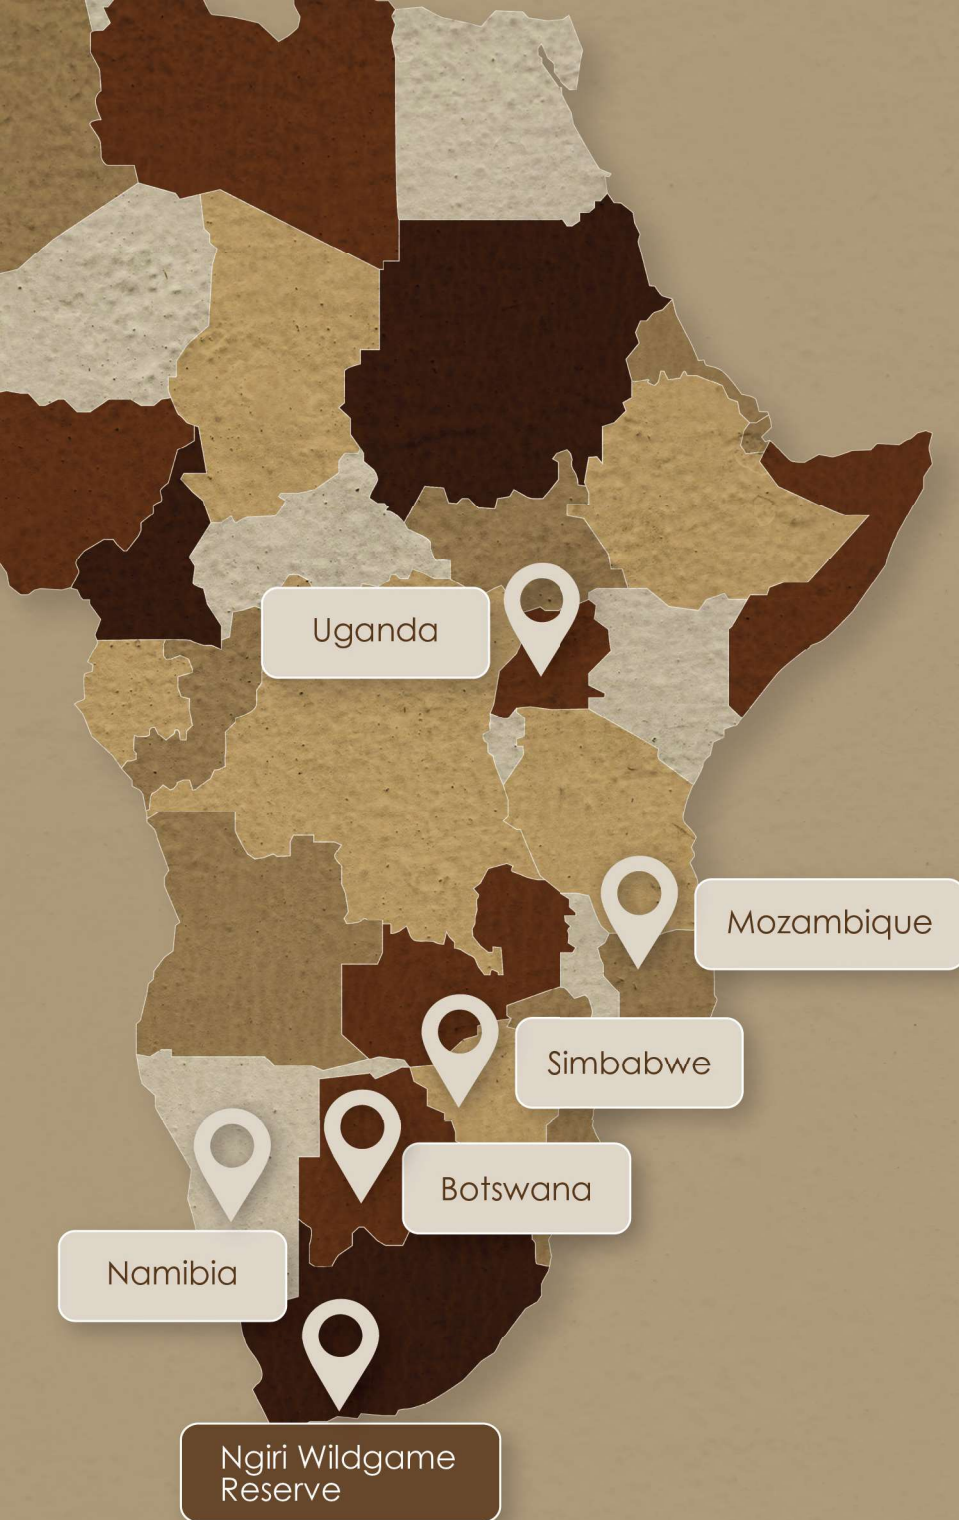 Uganda
Mozambique
Simbabwe
Botswana
Namibia
Ngiri Wildgame
Reserve